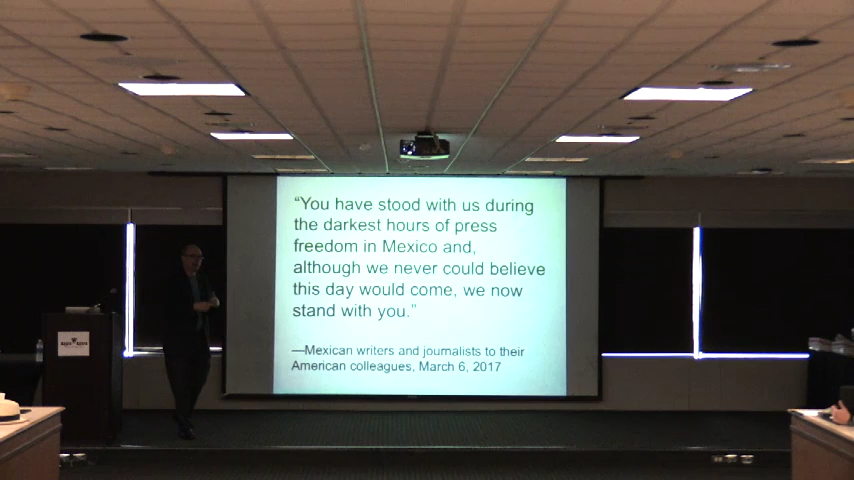 “You have stood with us during
the darkest hours of press
freedom in Mexico and,
although we never could believe
this day would come, we now
stand with you.”
—Mexican writers and journalists to their
American colleagues, March 6, 2017